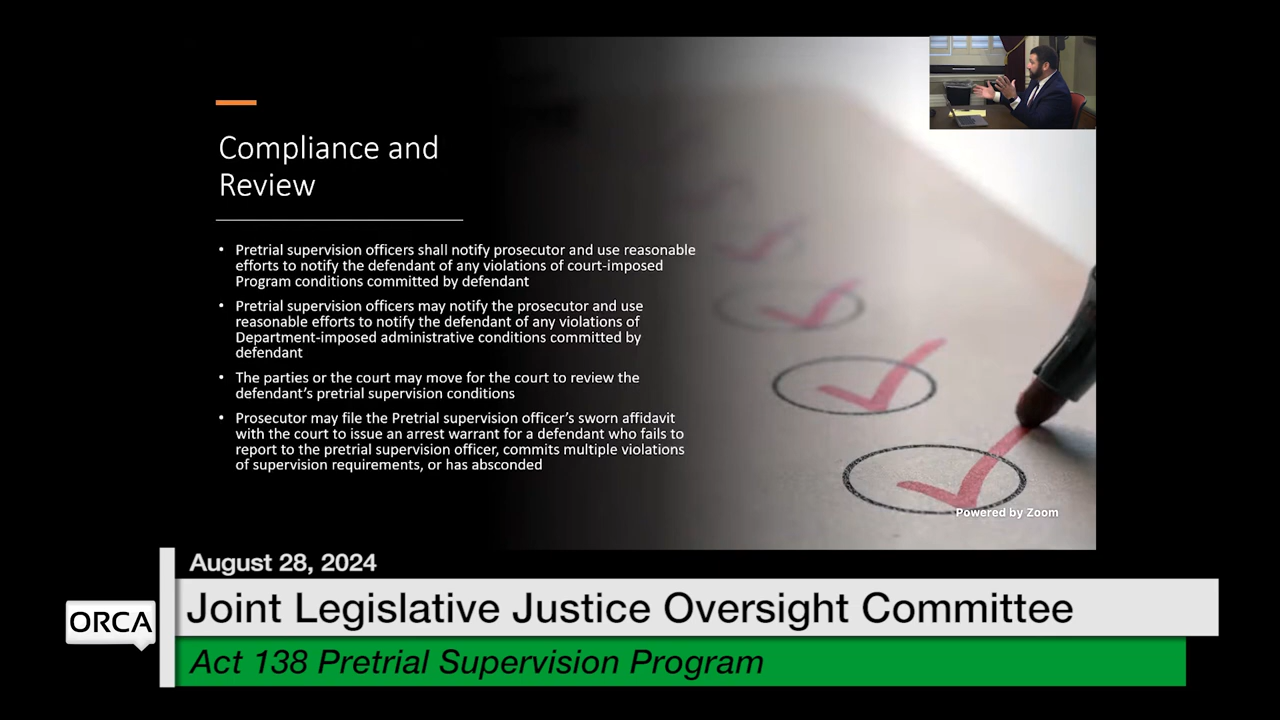 Compliance and
Review
• Pretrial supervision officers shall notify prosecutor and use reasonable
efforts to notify the defendant of any violations of court-imposed
Program conditions committed by defendant
• Pretrial supervision officers may notify the prosecutor and use
reasonable efforts to notify the defendant of any violations of
Department-imposed administrative conditions committed by
defendant
• The parties or the court may move for the court to review the
defendant's pretrial supervision conditions
• Prosecutor may file the Pretrial supervision officer's sworn affidavit
with the court to issue an arrest warrant for a defendant who fails to
report to the pretrial supervision officer, commits multiple violations
of supervision requirements, or has absconded
Powered by Zoom
August 28, 2024
ORCA
Joint Legislative Justice Oversight Committee
Act 138 Pretrial Supervision Program